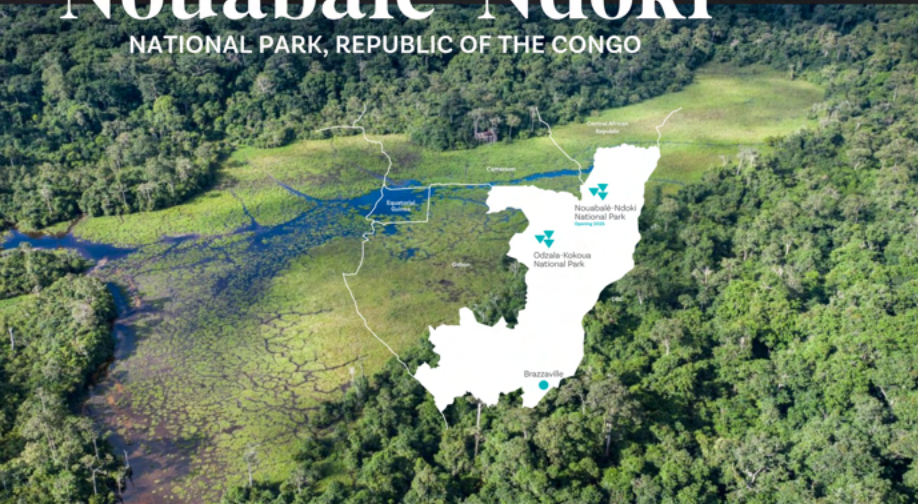 Nouabalé-Ndoki
NATIONAL PARK, REPUBLIC OF THE CONGO
Central African
Republic
Cameroon
Equatorial
Guinea
Nouabalé-Ndoki
National Park
Opening 2025
Odzala-Kokoua
National Park
Gabon
DRC
Brazzaville